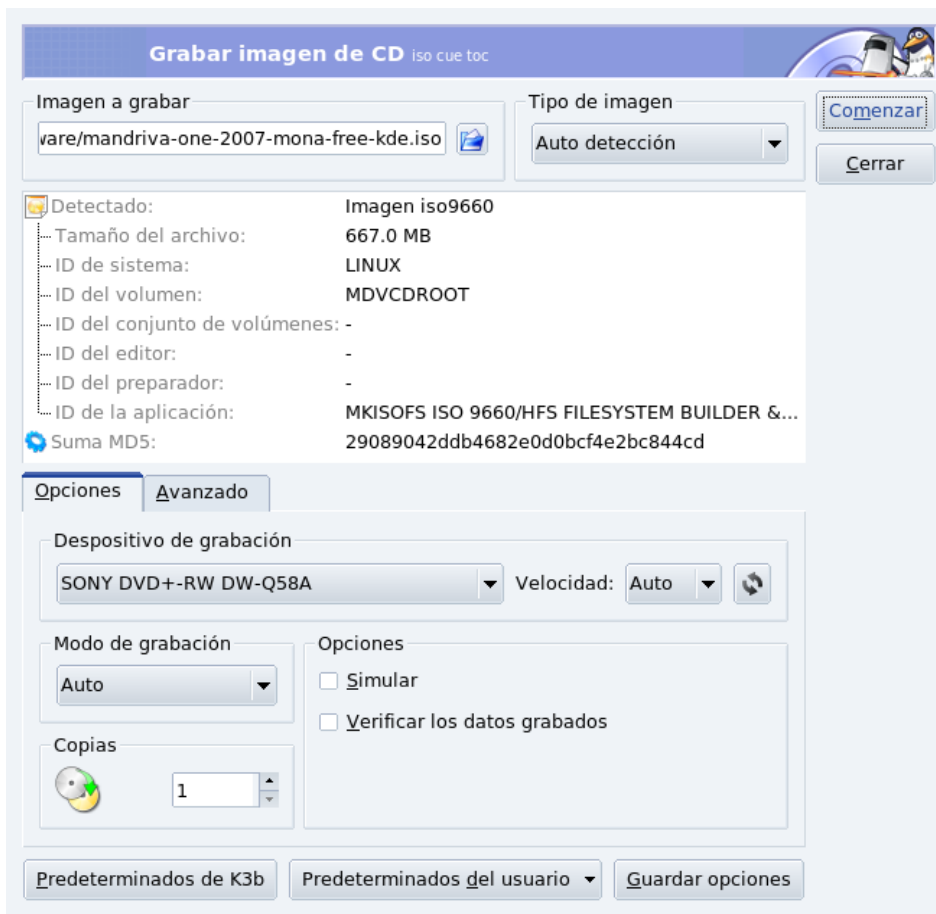 Grabar imagen de CD iso cue toc
Imagen a grabar
Tipo de imagen
Comenzar
ware/mandriva-one-2007-mona-free-kde.iso
Auto detección
Cerrar
Detectado: Imagen iso9660
Tamaño del archivo: 667.0 MB
ID de sistema: LINUX
ID del volumen: MDVCDROOT
ID del conjunto de volúmenes: -
ID del editor: -
ID del preparador: -
ID de la aplicación: MKISOFS ISO 9660/HFS FILESYSTEM BUILDER &...
Suma MD5: 29089042ddb4682e0d0bcf4e2bc844cd
Opciones Avanzado
Despositivo de grabación
SONY DVD+-RW DW-Q58A Velocidad: Auto
Modo de grabación
Auto
Opciones
Simular
Verificar los datos grabados
Copias
1
Predeterminados de K3b Predeterminados del usuario Guardar opciones